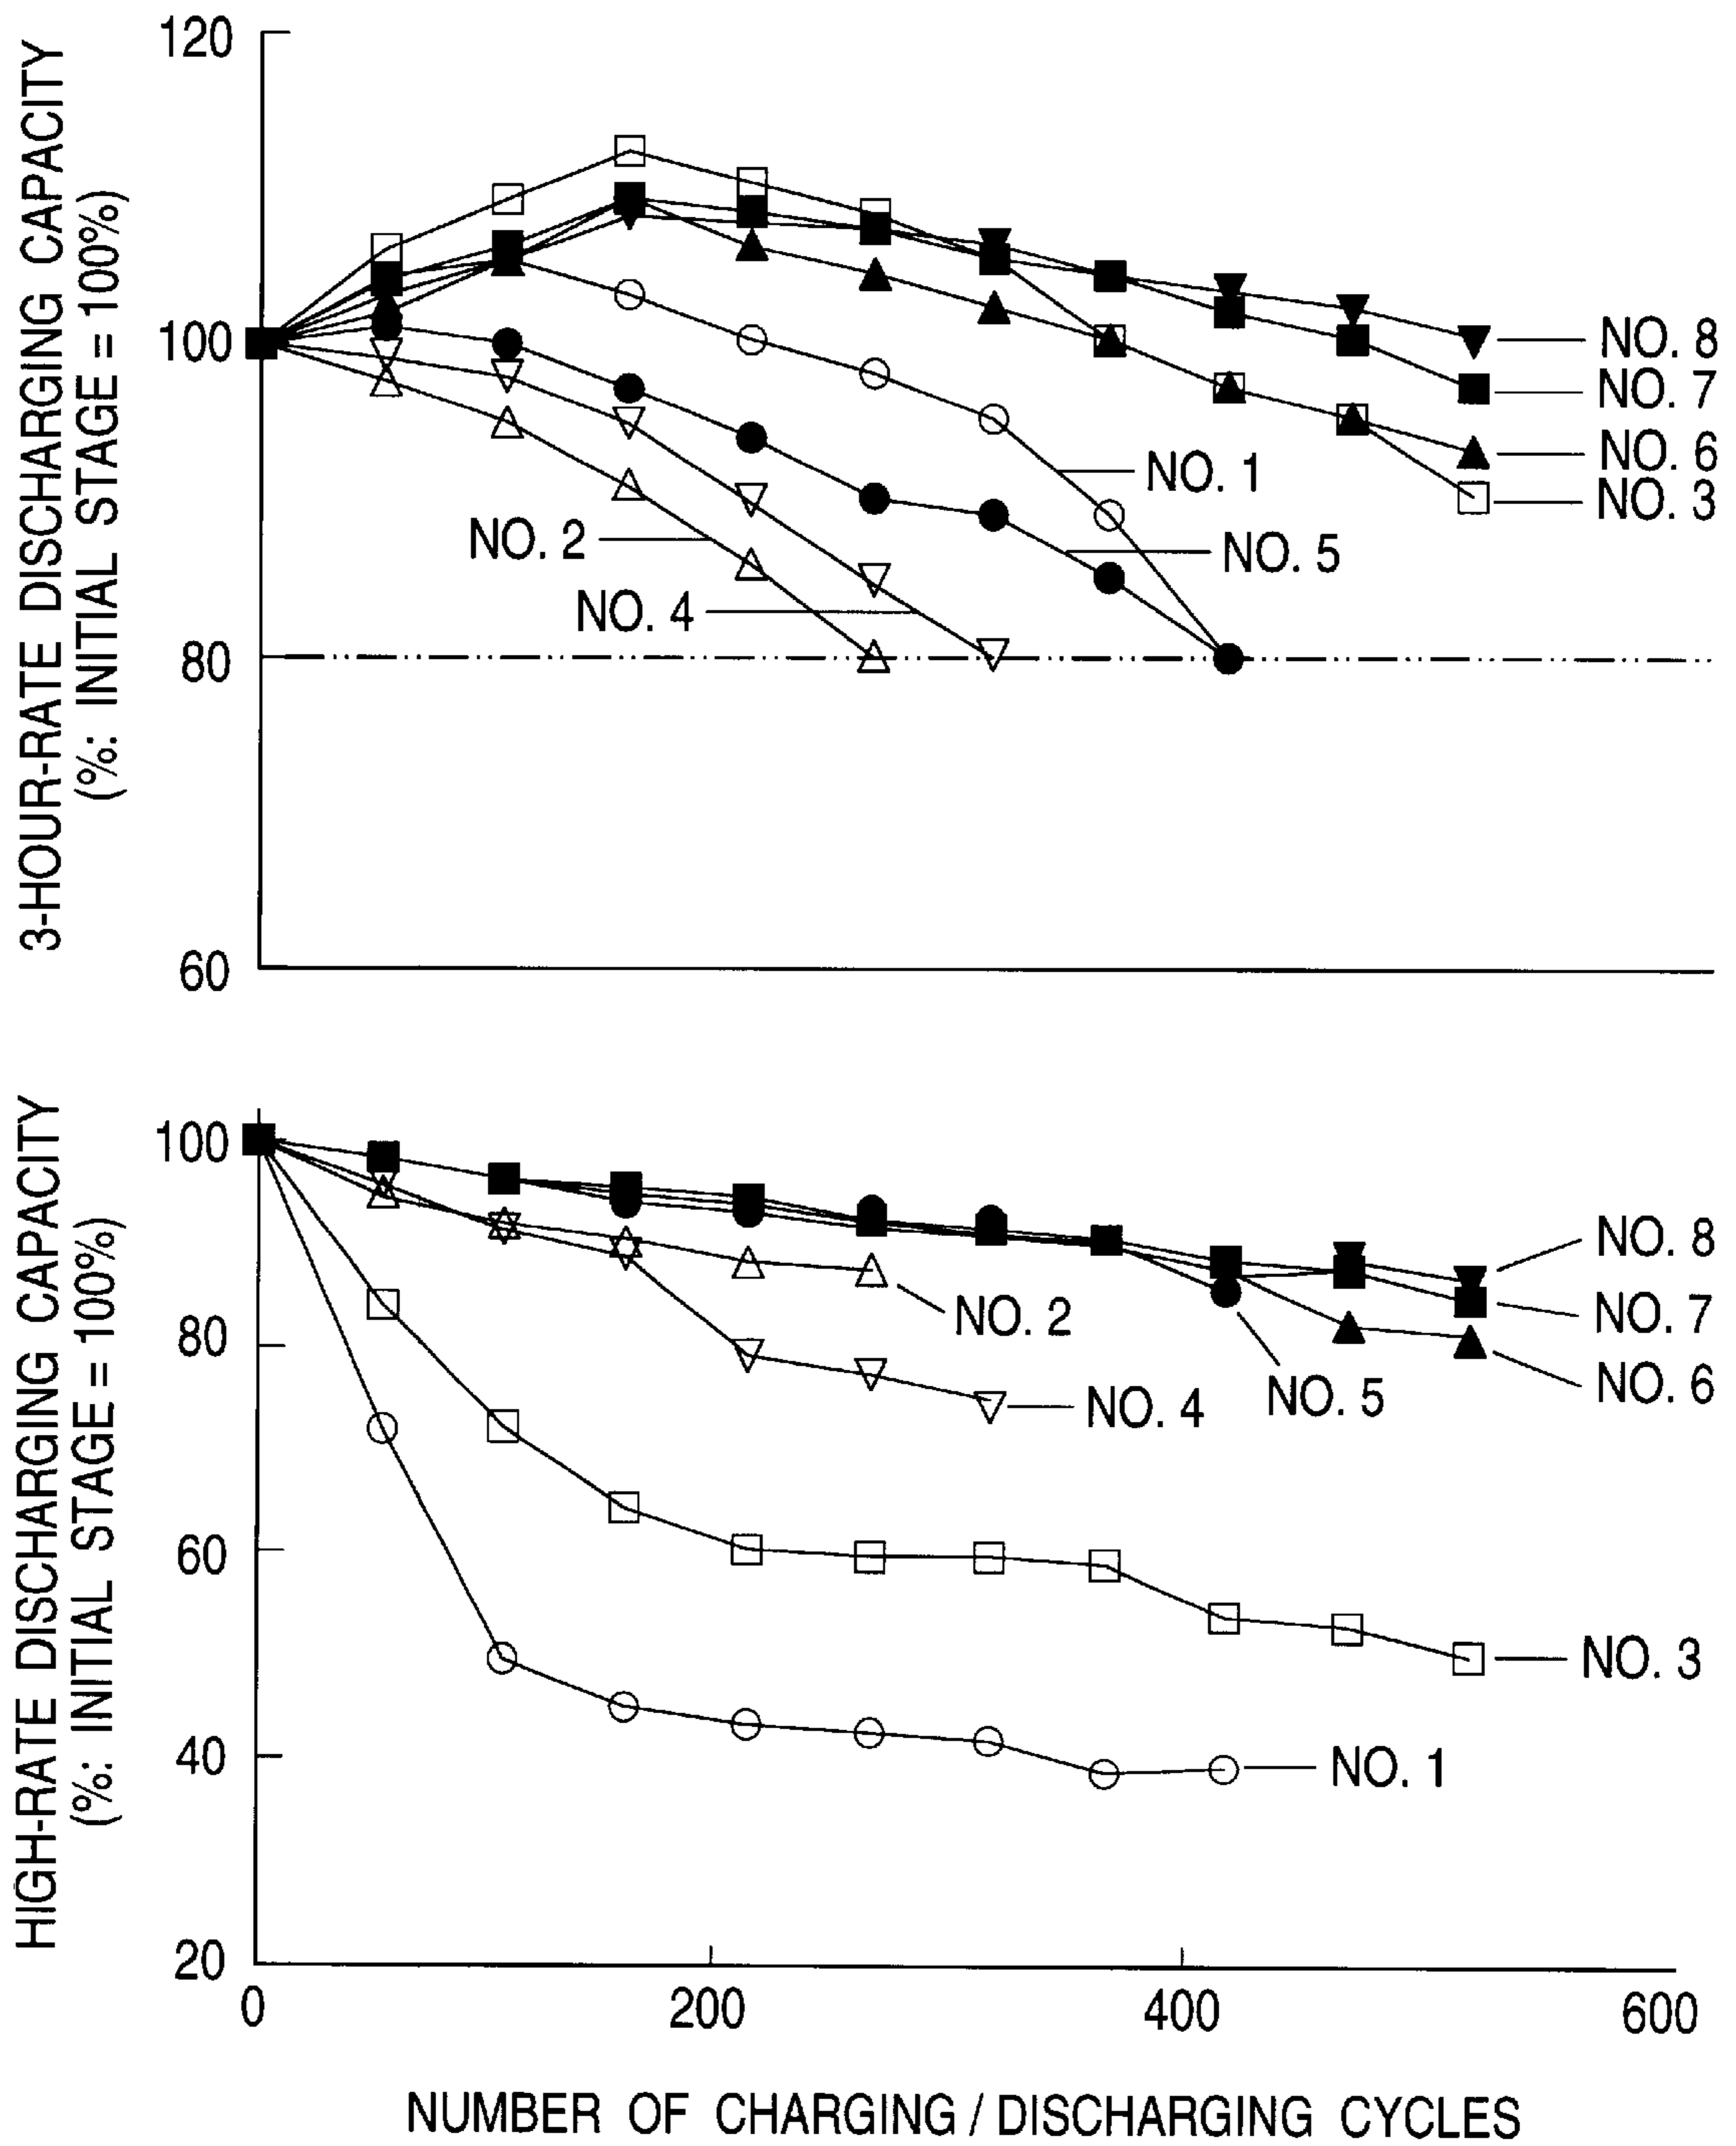 3-HOUR-RATE DISCHARGING CAPACITY
(%: INITIAL STAGE = 100%)
120
100
80
60
NO. 8
NO. 7
NO. 6
NO. 3
NO. 1
NO. 5
NO. 2
NO. 4
HIGH-RATE DISCHARGING CAPACITY
(%: INITIAL STAGE = 100%)
100
80
60
40
20
NO. 8
NO. 7
NO. 6
NO. 2
NO. 5
NO. 4
NO. 3
NO. 1
0
200
400
600
NUMBER OF CHARGING / DISCHARGING CYCLES